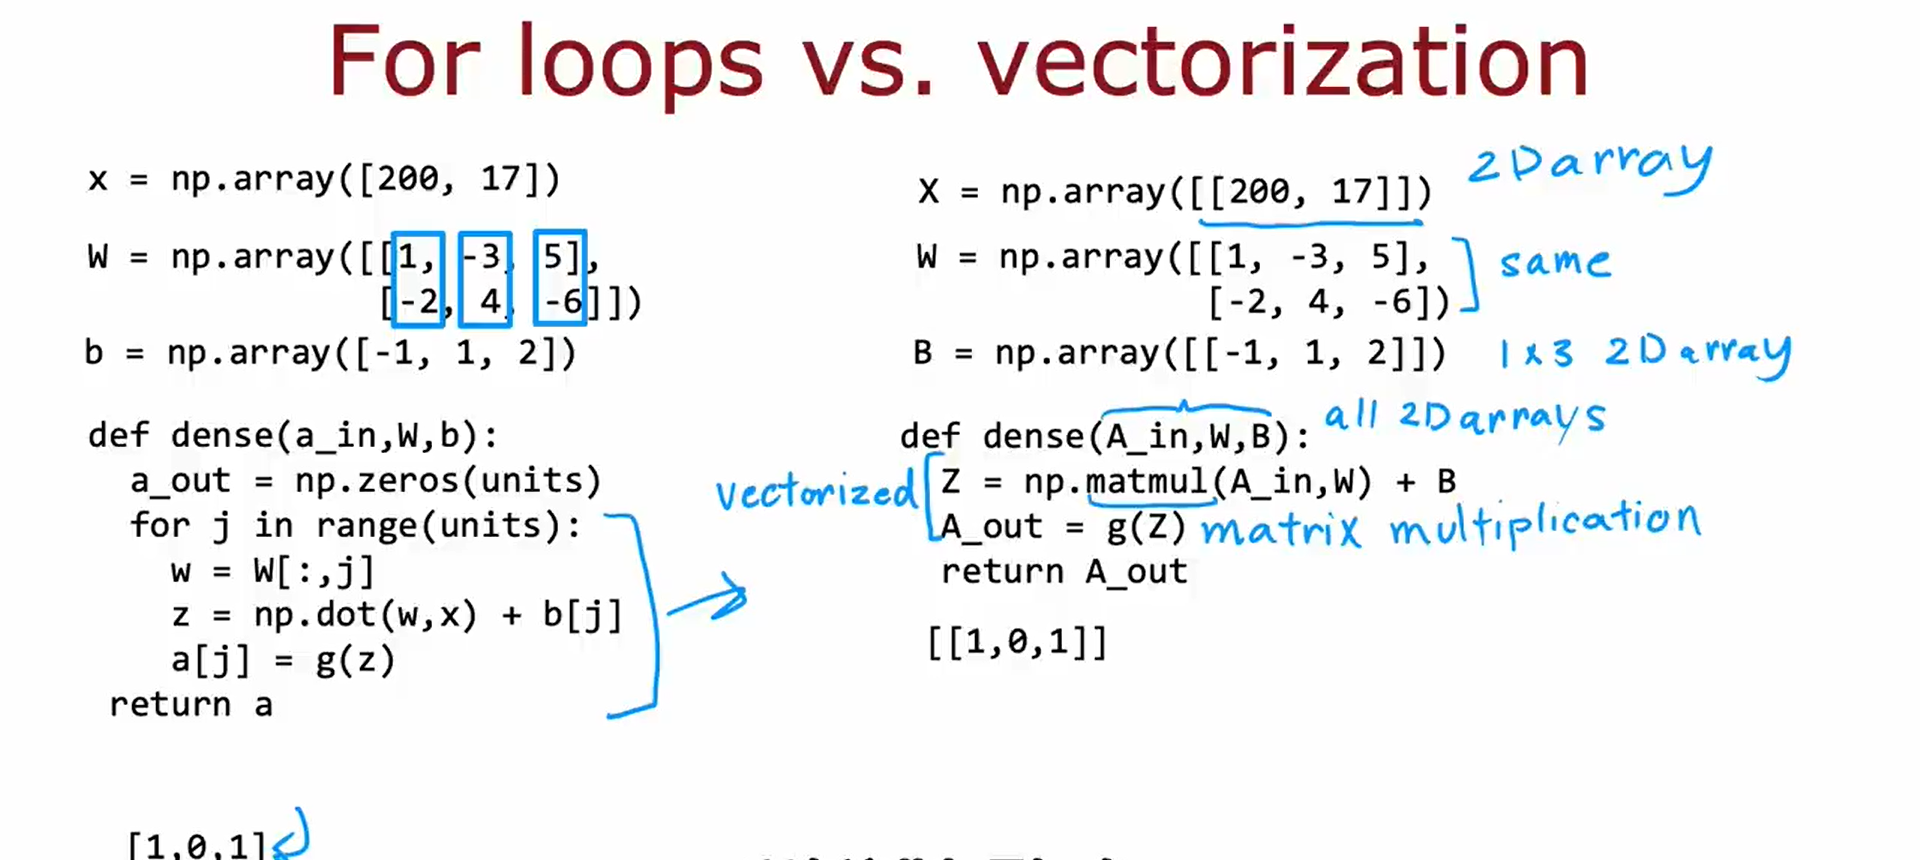 For loops vs. vectorization
x = np.array([200, 17])
W = np.array([[1, -3, 5],
[-2, 4, -6]])
b = np.array([-1, 1, 2])
def dense(a_in,W,b):
a_out = np.zeros(units)
for j in range(units):
w = W[:,j]
z = np.dot(w,x) + b[j]
a[j] = g(z)
return a
[1,0,1]
X = np.array([[200, 17]]) 2D array
W = np.array([[1, -3, 5], same
[-2, 4, -6])
B = np.array([[-1, 1, 2]]) 1 x 3 2D array
all 2D arrays
def dense(A_in,W,B):
vectorized Z = np.matmul(A_in,W) + B
A_out = g(Z) matrix multiplication
return A_out
[[1,0,1]]